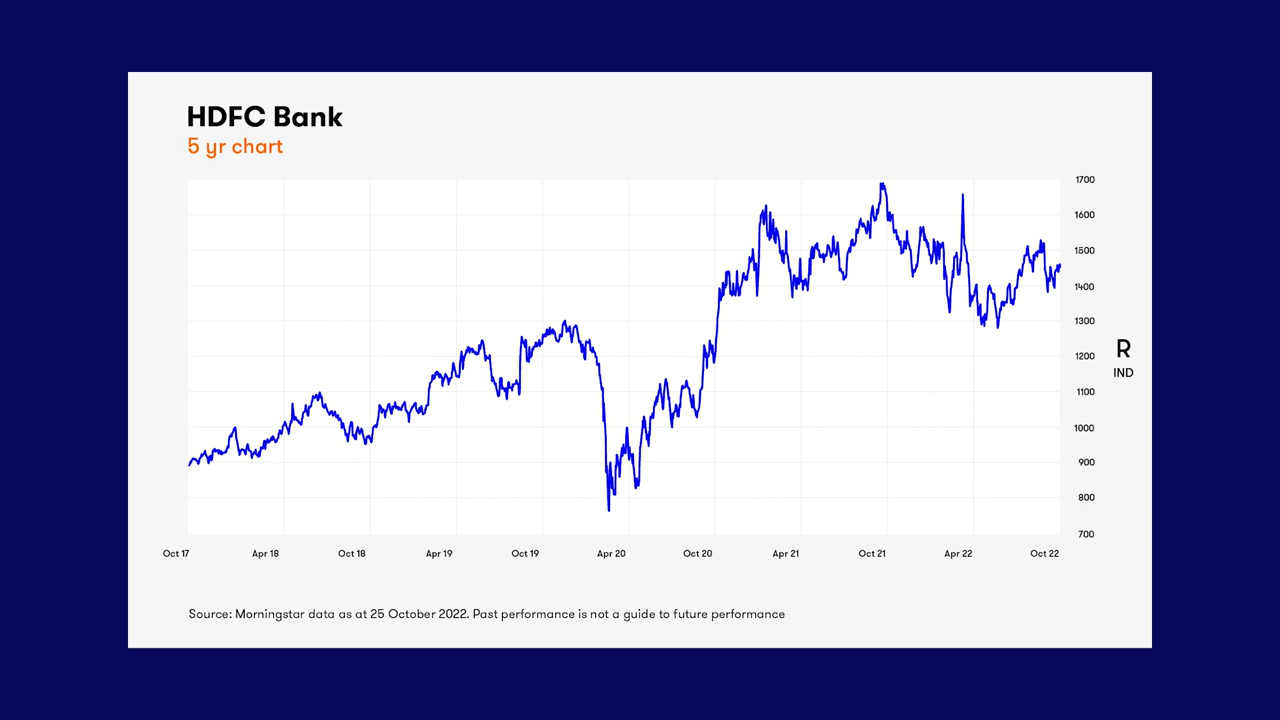 HDFC Bank
5 yr chart
1700
1600
1500
1400
1300
1200
1100
1000
900
800
700
R
IND
Oct 17 Apr 18 Oct 18 Apr 19 Oct 19 Apr 20 Oct 20 Apr 21 Oct 21 Apr 22 Oct 22
Source: Morningstar data as at 25 October 2022. Past performance is not a guide to future performance